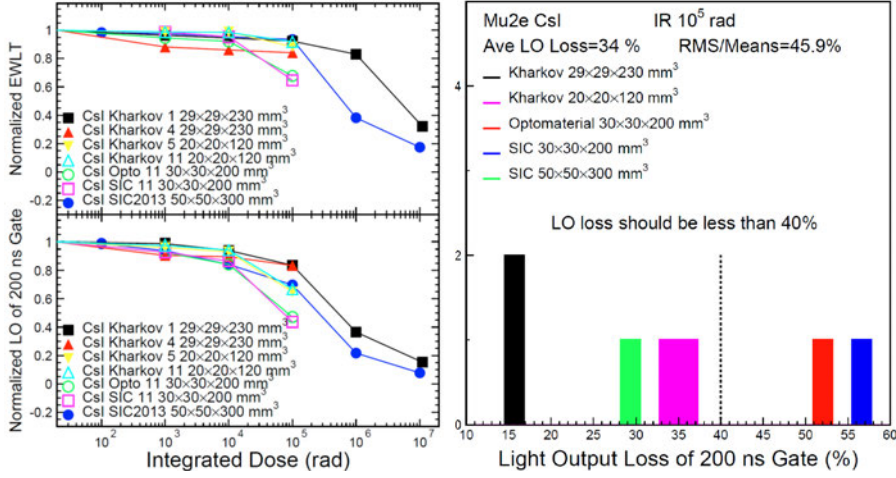 Normalized EWLT
1
0.8
0.6
0.4
0.2
0
-0.2
CsI Kharkov 1 29×29×230 mm³
CsI Kharkov 4 29×29×230 mm³
CsI Kharkov 5 20×20×120 mm³
CsI Kharkov 11 20×20×120 mm³
CsI Opto 11 30×30×200 mm³
CsI SIC 11 30×30×200 mm³
CsI SIC2013 50×50×300 mm³
Normalized LO of 200 ns Gate
1
0.8
0.6
0.4
0.2
0
-0.2
CsI Kharkov 1 29×29×230 mm³
CsI Kharkov 4 29×29×230 mm³
CsI Kharkov 5 20×20×120 mm³
CsI Kharkov 11 20×20×120 mm³
CsI Opto 11 30×30×200 mm³
CsI SIC 11 30×30×200 mm³
CsI SIC2013 50×50×300 mm³
10² 10³ 10⁴ 10⁵ 10⁶ 10⁷
Integrated Dose (rad)
Mu2e CsI IR 10⁵ rad
Ave LO Loss=34 % RMS/Means=45.9%
Kharkov 29×29×230 mm³
Kharkov 20×20×120 mm³
Optomaterial 30×30×200 mm³
SIC 30×30×200 mm³
SIC 50×50×300 mm³
LO loss should be less than 40%
4
2
0
10 15 20 25 30 35 40 45 50 55 60
Light Output Loss of 200 ns Gate (%)